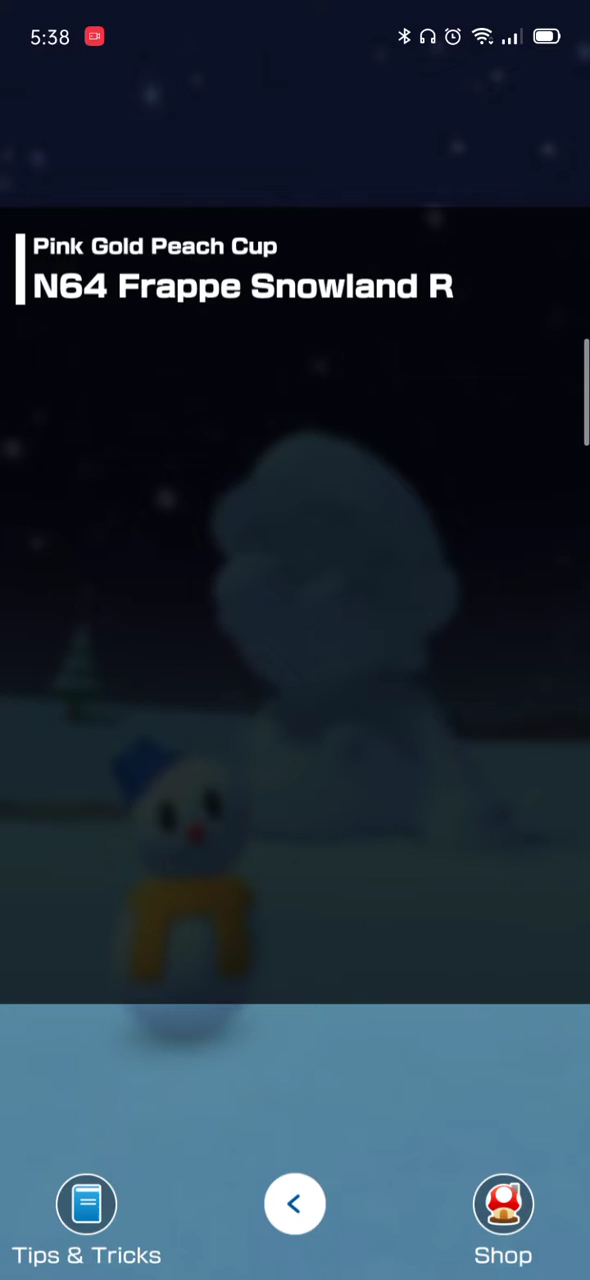 5:38
Pink Gold Peach Cup
N64 Frappe Snowland R
Tips & Tricks
Shop